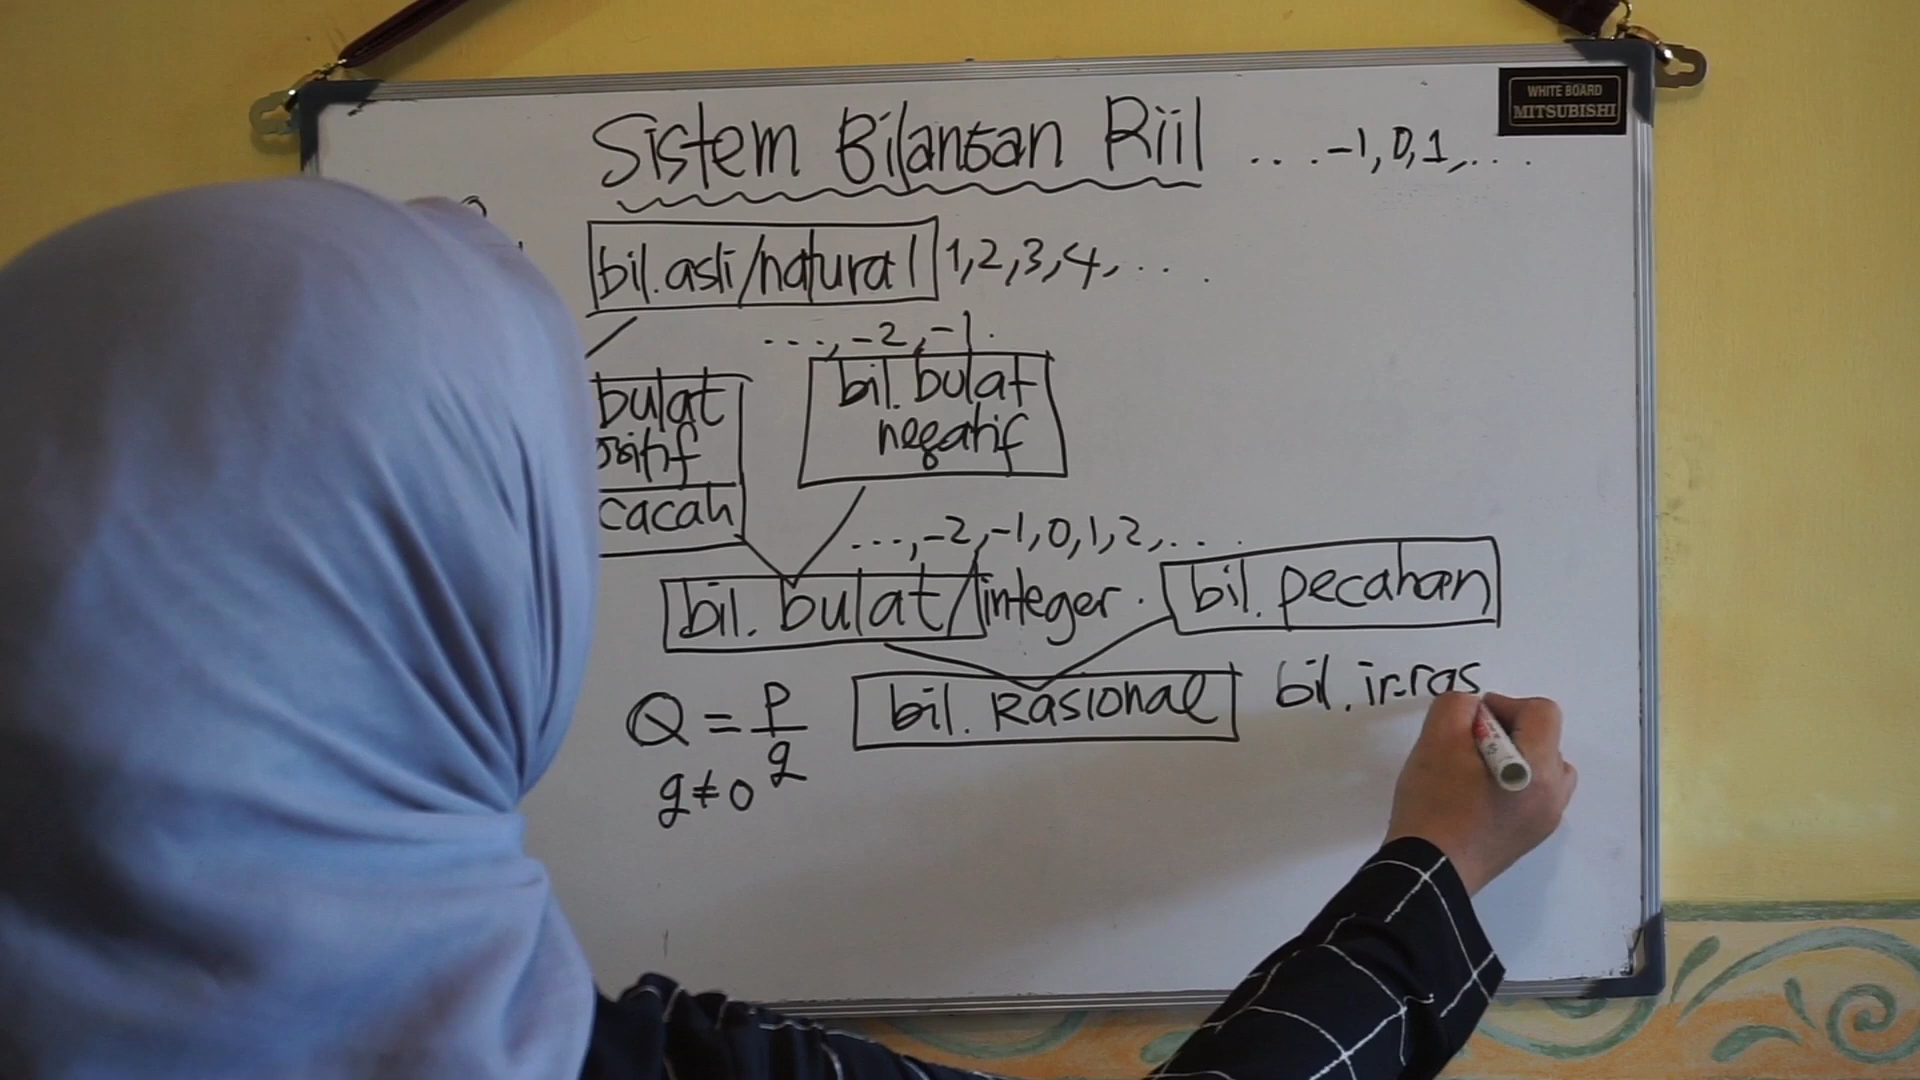 WHITE BOARD
MITSUBISHI
Sistem Bilangan Riil ....-1, 0, 1, ...
bil. asli/natural 1, 2, 3, 4, ...
..., -2, -1.
bulat
bil. bulat
negatif
cacah
..., -2, -1, 0, 1, 2, ...
bil. bulat/integer. bil. pecahan
Q = p/q
bil. Rasional bil. irras
q ≠ 0